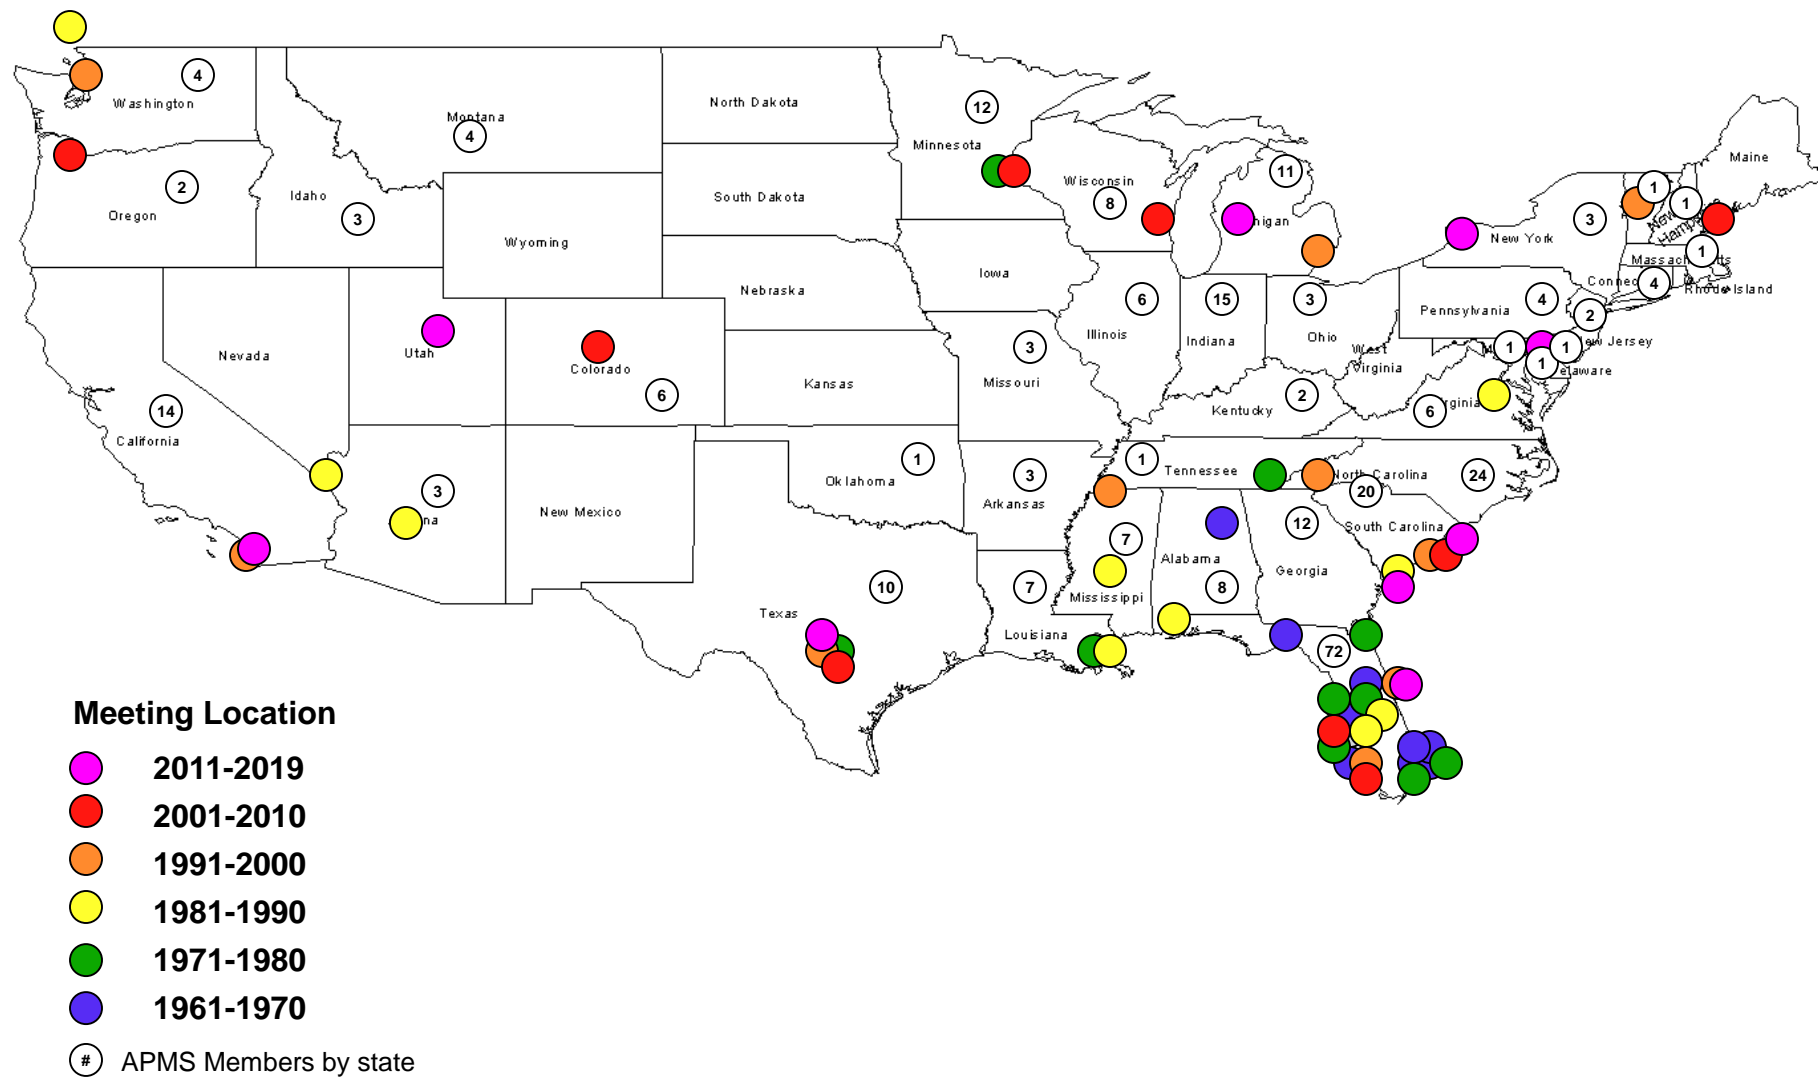 4
Washington
Montana
4
North Dakota
12
Minnesota
Maine
2
Oregon
Idaho
3
South Dakota
Wisconsin
8
11
higan
1
1
New
Hampshire
3
New York
1
Wyoming
Iowa
Nebraska
6
Illinois
15
Indiana
3
Ohio
4
Pennsylvania
Connec
4
Rhode Island
2
Nevada
Utah
Colorado
6
Kansas
3
Missouri
West
Virginia
1
1
1
ew Jersey
elaware
2
Kentucky
6
rginia
14
California
3
na
New Mexico
1
Oklahoma
3
Arkansas
1
Tennessee
North Carolina
24
20
South Carolina
12
Georgia
7
Mississippi
Alabama
8
10
Texas
7
Louisiana
72
Meeting Location
2011-2019
2001-2010
1991-2000
1981-1990
1971-1980
1961-1970
# APMS Members by state